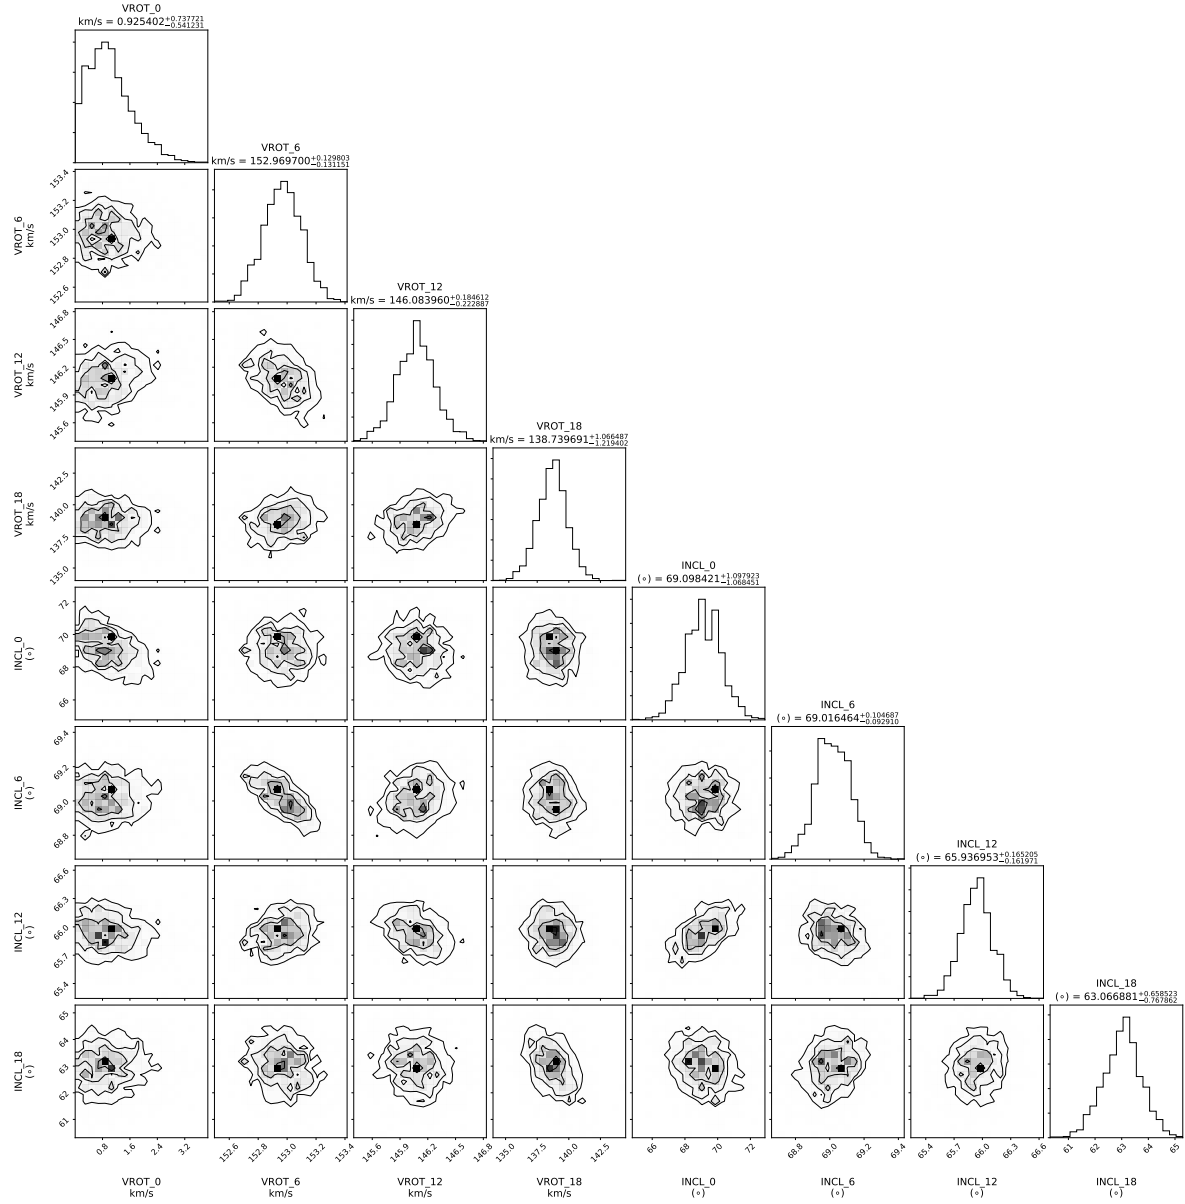 VROT_0
km/s = 0.925402+0.737721−0.541231
VROT_6
km/s = 152.969700+0.129803−0.131151
153.4
153.2
153.0
152.8
152.6
VROT_6
km/s
VROT_12
km/s = 146.083960+0.184612−0.222887
146.8
146.5
146.2
145.9
145.6
VROT_12
km/s
VROT_18
km/s = 138.739691+1.066487−1.219402
142.5
140.0
137.5
135.0
VROT_18
km/s
INCL_0
(∘) = 69.098421+1.097923−1.068451
72
70
68
66
INCL_0
(∘)
INCL_6
(∘) = 69.016464+0.104687−0.092910
69.4
69.2
69.0
68.8
INCL_6
(∘)
INCL_12
(∘) = 65.936953+0.165205−0.161971
66.6
66.3
66.0
65.7
65.4
INCL_12
(∘)
INCL_18
(∘) = 63.066881+0.658523−0.767862
65
64
63
62
61
INCL_18
(∘)
0.8 1.6 2.4 3.2 152.6 152.8 153.0 153.2 153.4 145.6 145.9 146.2 146.5 146.8 135.0 137.5 140.0 142.5 66 68 70 72 68.8 69.0 69.2 69.4 65.4 65.7 66.0 66.3 66.6 61 62 63 64 65
VROT_0 VROT_6 VROT_12 VROT_18 INCL_0 INCL_6 INCL_12 INCL_18
km/s km/s km/s km/s (∘) (∘) (∘) (∘)